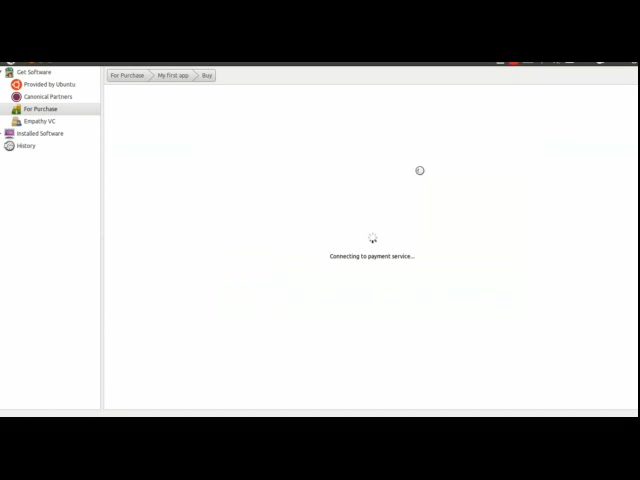 Get Software
Provided by Ubuntu
Canonical Partners
For Purchase
Empathy VC
Installed Software
History
For Purchase
My first app
Buy
Connecting to payment service...